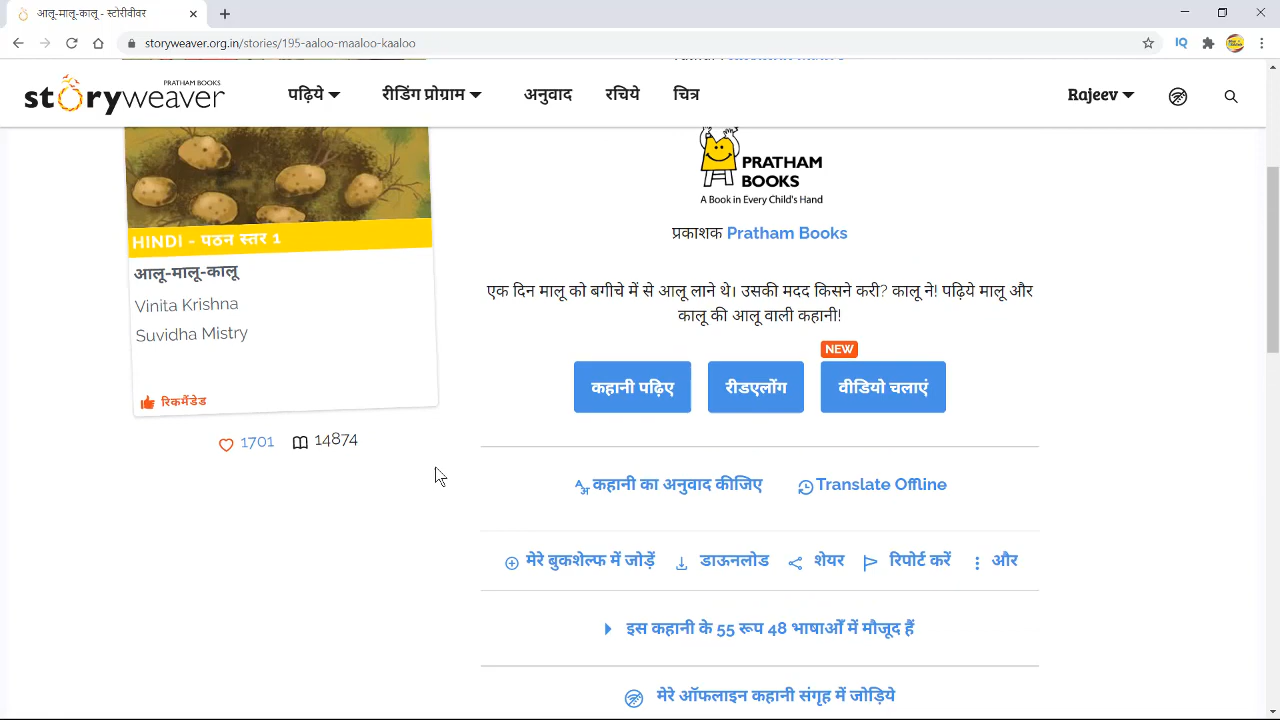 आलू-मालू-कालू - स्टोरीवीवर
storyweaver.org.in/stories/195-aaloo-maaloo-kaaloo
IQ
PRATHAM BOOKS
storyweaver
पढ़िये
रीडिंग प्रोग्राम
अनुवाद
रचिये
चित्र
Rajeev
HINDI - पठन स्तर 1
आलू-मालू-कालू
Vinita Krishna
Suvidha Mistry
रिकमैंडेड
1701
14874
PRATHAM
BOOKS
A Book in Every Child's Hand
प्रकाशक Pratham Books
एक दिन मालू को बगीचे में से आलू लाने थे। उसकी मदद किसने करी? कालू ने! पढ़िये मालू और
कालू की आलू वाली कहानी!
NEW
कहानी पढ़िए
रीडएलोंग
वीडियो चलाएं
कहानी का अनुवाद कीजिए
Translate Offline
मेरे बुकशेल्फ में जोड़ें
डाऊनलोड
शेयर
रिपोर्ट करें
और
इस कहानी के 55 रूप 48 भाषाओँ में मौजूद हैं
मेरे ऑफलाइन कहानी संगृह में जोड़िये